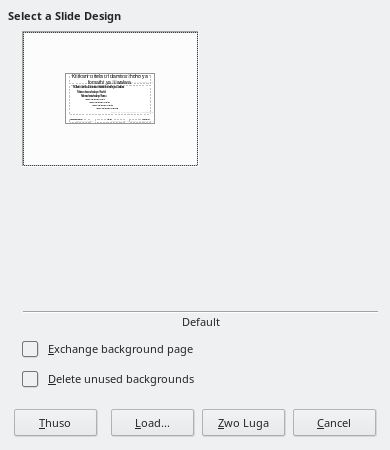 Select a Slide Design
Default
Exchange background page
Delete unused backgrounds
Thuso
Load...
Zwo Luga
Cancel